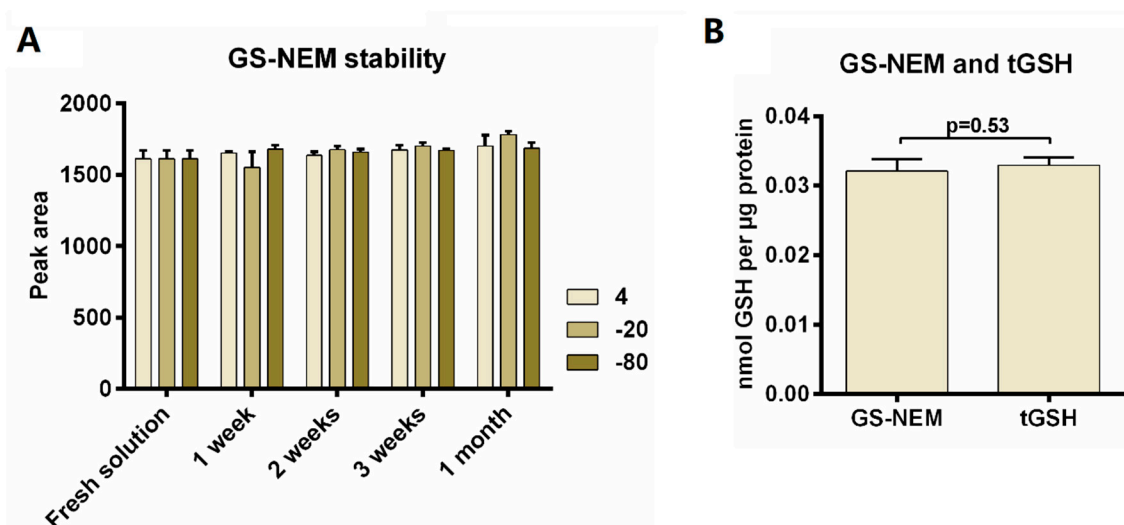 A
GS-NEM stability
Peak area
2000
1500
1000
500
0
Fresh solution
1 week
2 weeks
3 weeks
1 month
4
-20
-80
B
GS-NEM and tGSH
nmol GSH per µg protein
0.04
0.03
0.02
0.01
0.00
p=0.53
GS-NEM
tGSH